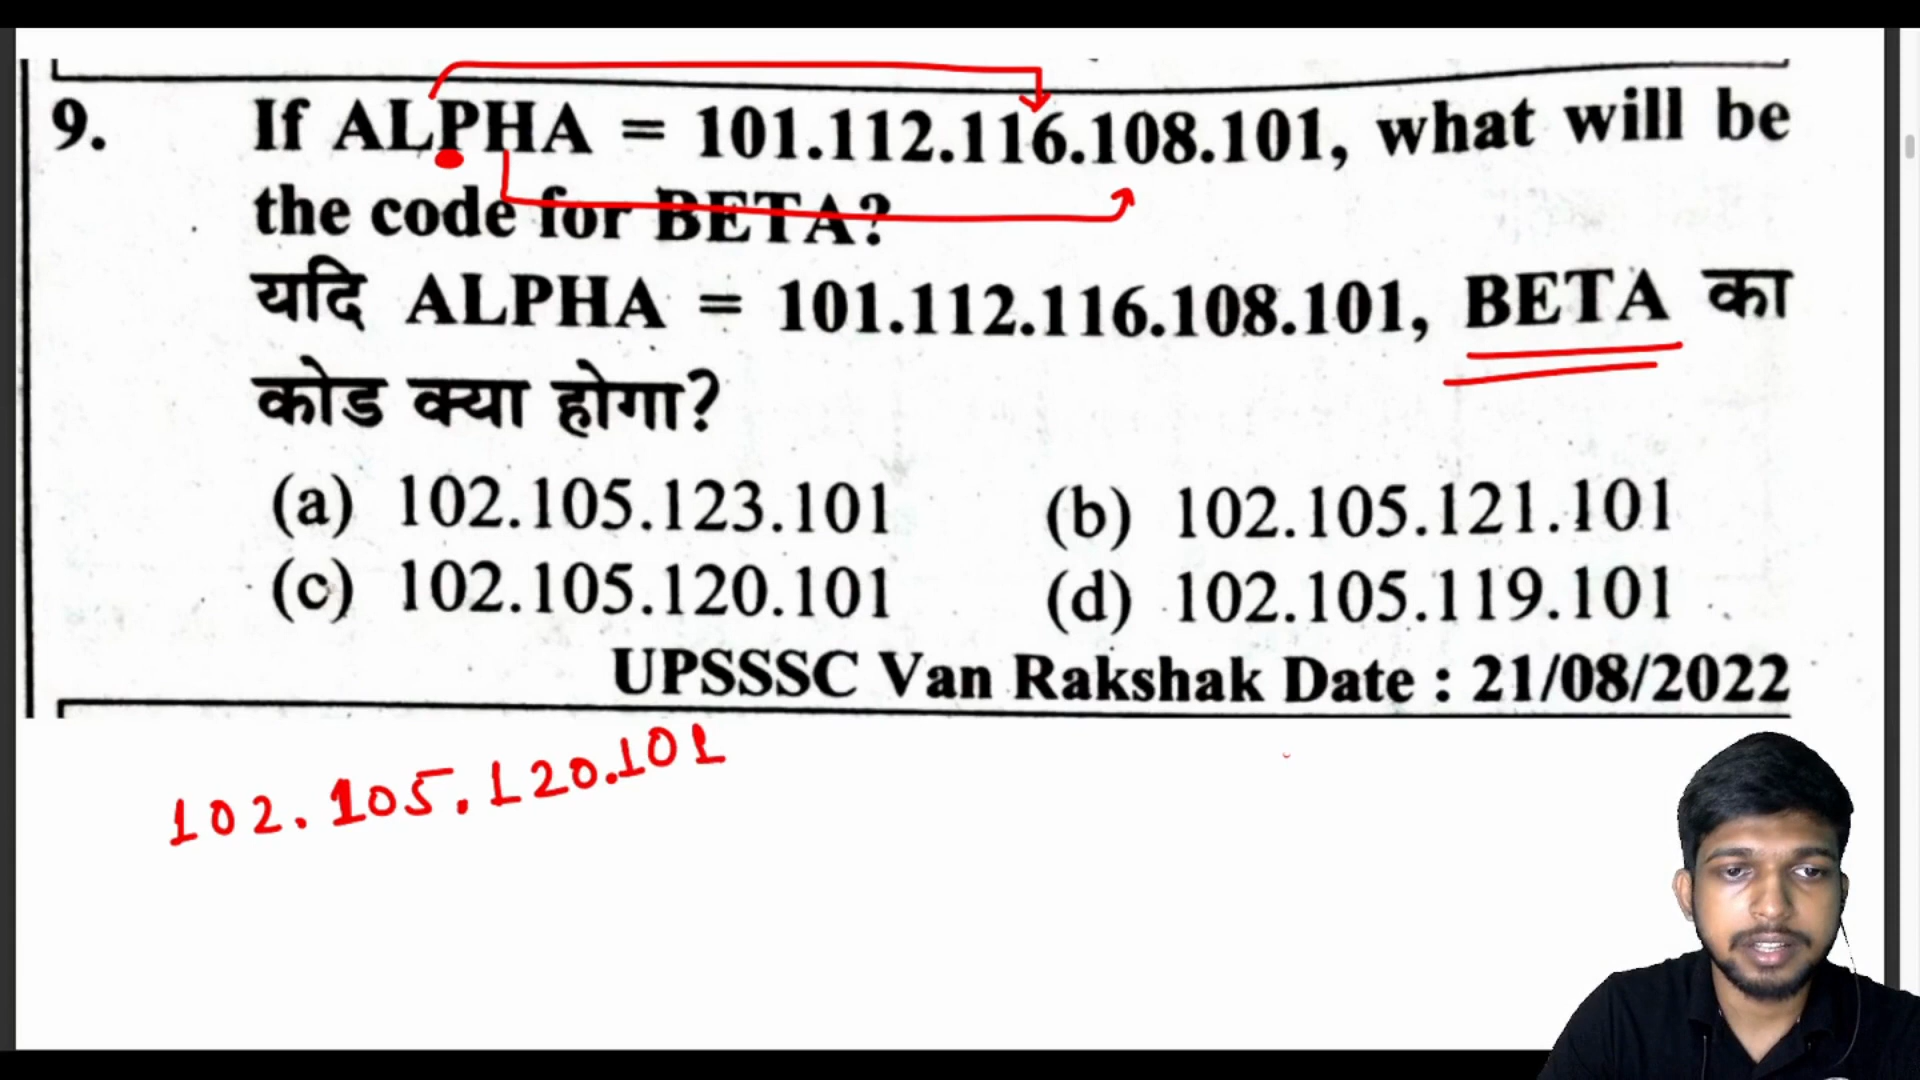 9. If ALPHA = 101.112.116.108.101, what will be
the code for BETA?
यदि ALPHA = 101.112.116.108.101, BETA का
कोड क्या होगा?
(a) 102.105.123.101 (b) 102.105.121.101
(c) 102.105.120.101 (d) 102.105.119.101
UPSSSC Van Rakshak Date : 21/08/2022
102.105.120.101